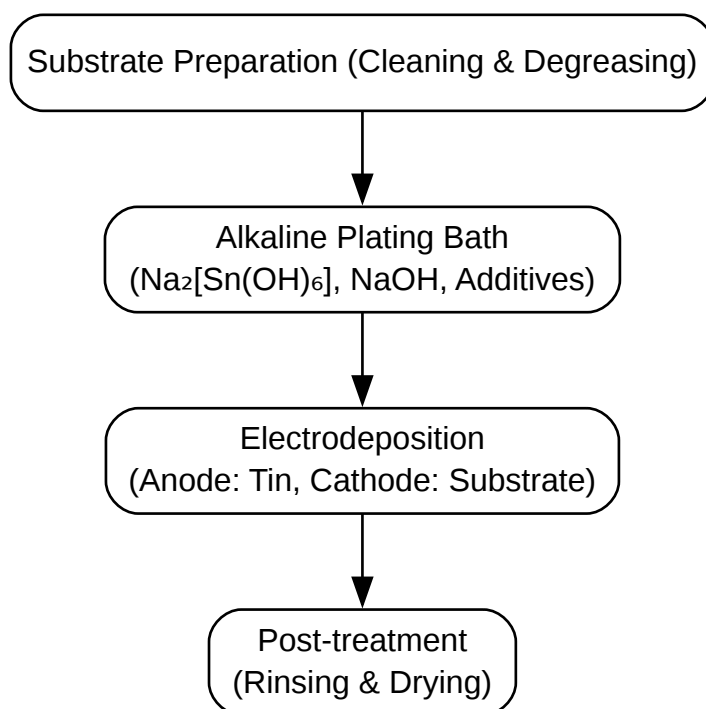 Substrate Preparation (Cleaning & Degreasing)
Alkaline Plating Bath
(Na₂[Sn(OH)₆], NaOH, Additives)
Electrodeposition
(Anode: Tin, Cathode: Substrate)
Post-treatment
(Rinsing & Drying)